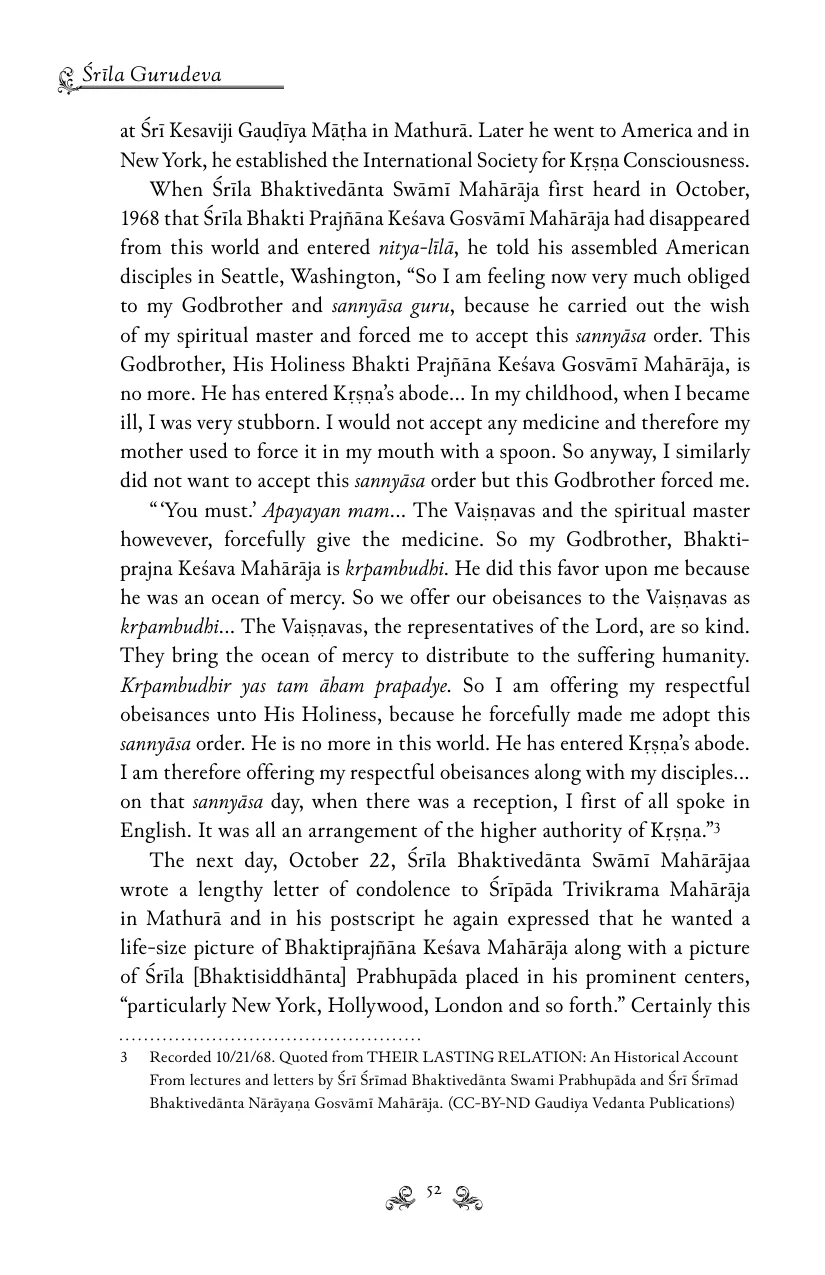 Śrīla Gurudeva
at Śrī Kesaviji Gauḍīya Māṭha in Mathurā. Later he went to America and in
New York, he established the International Society for Kṛṣṇa Consciousness.
When Śrīla Bhaktivedānta Swāmī Mahārāja first heard in October,
1968 that Śrīla Bhakti Prajñāna Keśava Gosvāmī Mahārāja had disappeared
from this world and entered nitya-līlā, he told his assembled American
disciples in Seattle, Washington, “So I am feeling now very much obliged
to my Godbrother and sannyāsa guru, because he carried out the wish
of my spiritual master and forced me to accept this sannyāsa order. This
Godbrother, His Holiness Bhakti Prajñāna Keśava Gosvāmī Mahārāja, is
no more. He has entered Kṛṣṇa’s abode... In my childhood, when I became
ill, I was very stubborn. I would not accept any medicine and therefore my
mother used to force it in my mouth with a spoon. So anyway, I similarly
did not want to accept this sannyāsa order but this Godbrother forced me.
“ ‘You must.’ Apayayan mam... The Vaiṣṇavas and the spiritual master
howevever, forcefully give the medicine. So my Godbrother, Bhakti-
prajna Keśava Mahārāja is krpambudhi. He did this favor upon me because
he was an ocean of mercy. So we offer our obeisances to the Vaiṣṇavas as
krpambudhi... The Vaiṣṇavas, the representatives of the Lord, are so kind.
They bring the ocean of mercy to distribute to the suffering humanity.
Krpambudhir yas tam āham prapadye. So I am offering my respectful
obeisances unto His Holiness, because he forcefully made me adopt this
sannyāsa order. He is no more in this world. He has entered Kṛṣṇa’s abode.
I am therefore offering my respectful obeisances along with my disciples...
on that sannyāsa day, when there was a reception, I first of all spoke in
English. It was all an arrangement of the higher authority of Kṛṣṇa.”3
The next day, October 22, Śrīla Bhaktivedānta Swāmī Mahārājaa
wrote a lengthy letter of condolence to Śrīpāda Trivikrama Mahārāja
in Mathurā and in his postscript he again expressed that he wanted a
life-size picture of Bhaktiprajñāna Keśava Mahārāja along with a picture
of Śrīla [Bhaktisiddhānta] Prabhupāda placed in his prominent centers,
“particularly New York, Hollywood, London and so forth.” Certainly this
3 Recorded 10/21/68. Quoted from THEIR LASTING RELATION: An Historical Account
From lectures and letters by Śrī Śrīmad Bhaktivedānta Swami Prabhupāda and Śrī Śrīmad
Bhaktivedānta Nārāyaṇa Gosvāmī Mahārāja. (CC-BY-ND Gaudiya Vedanta Publications)
52